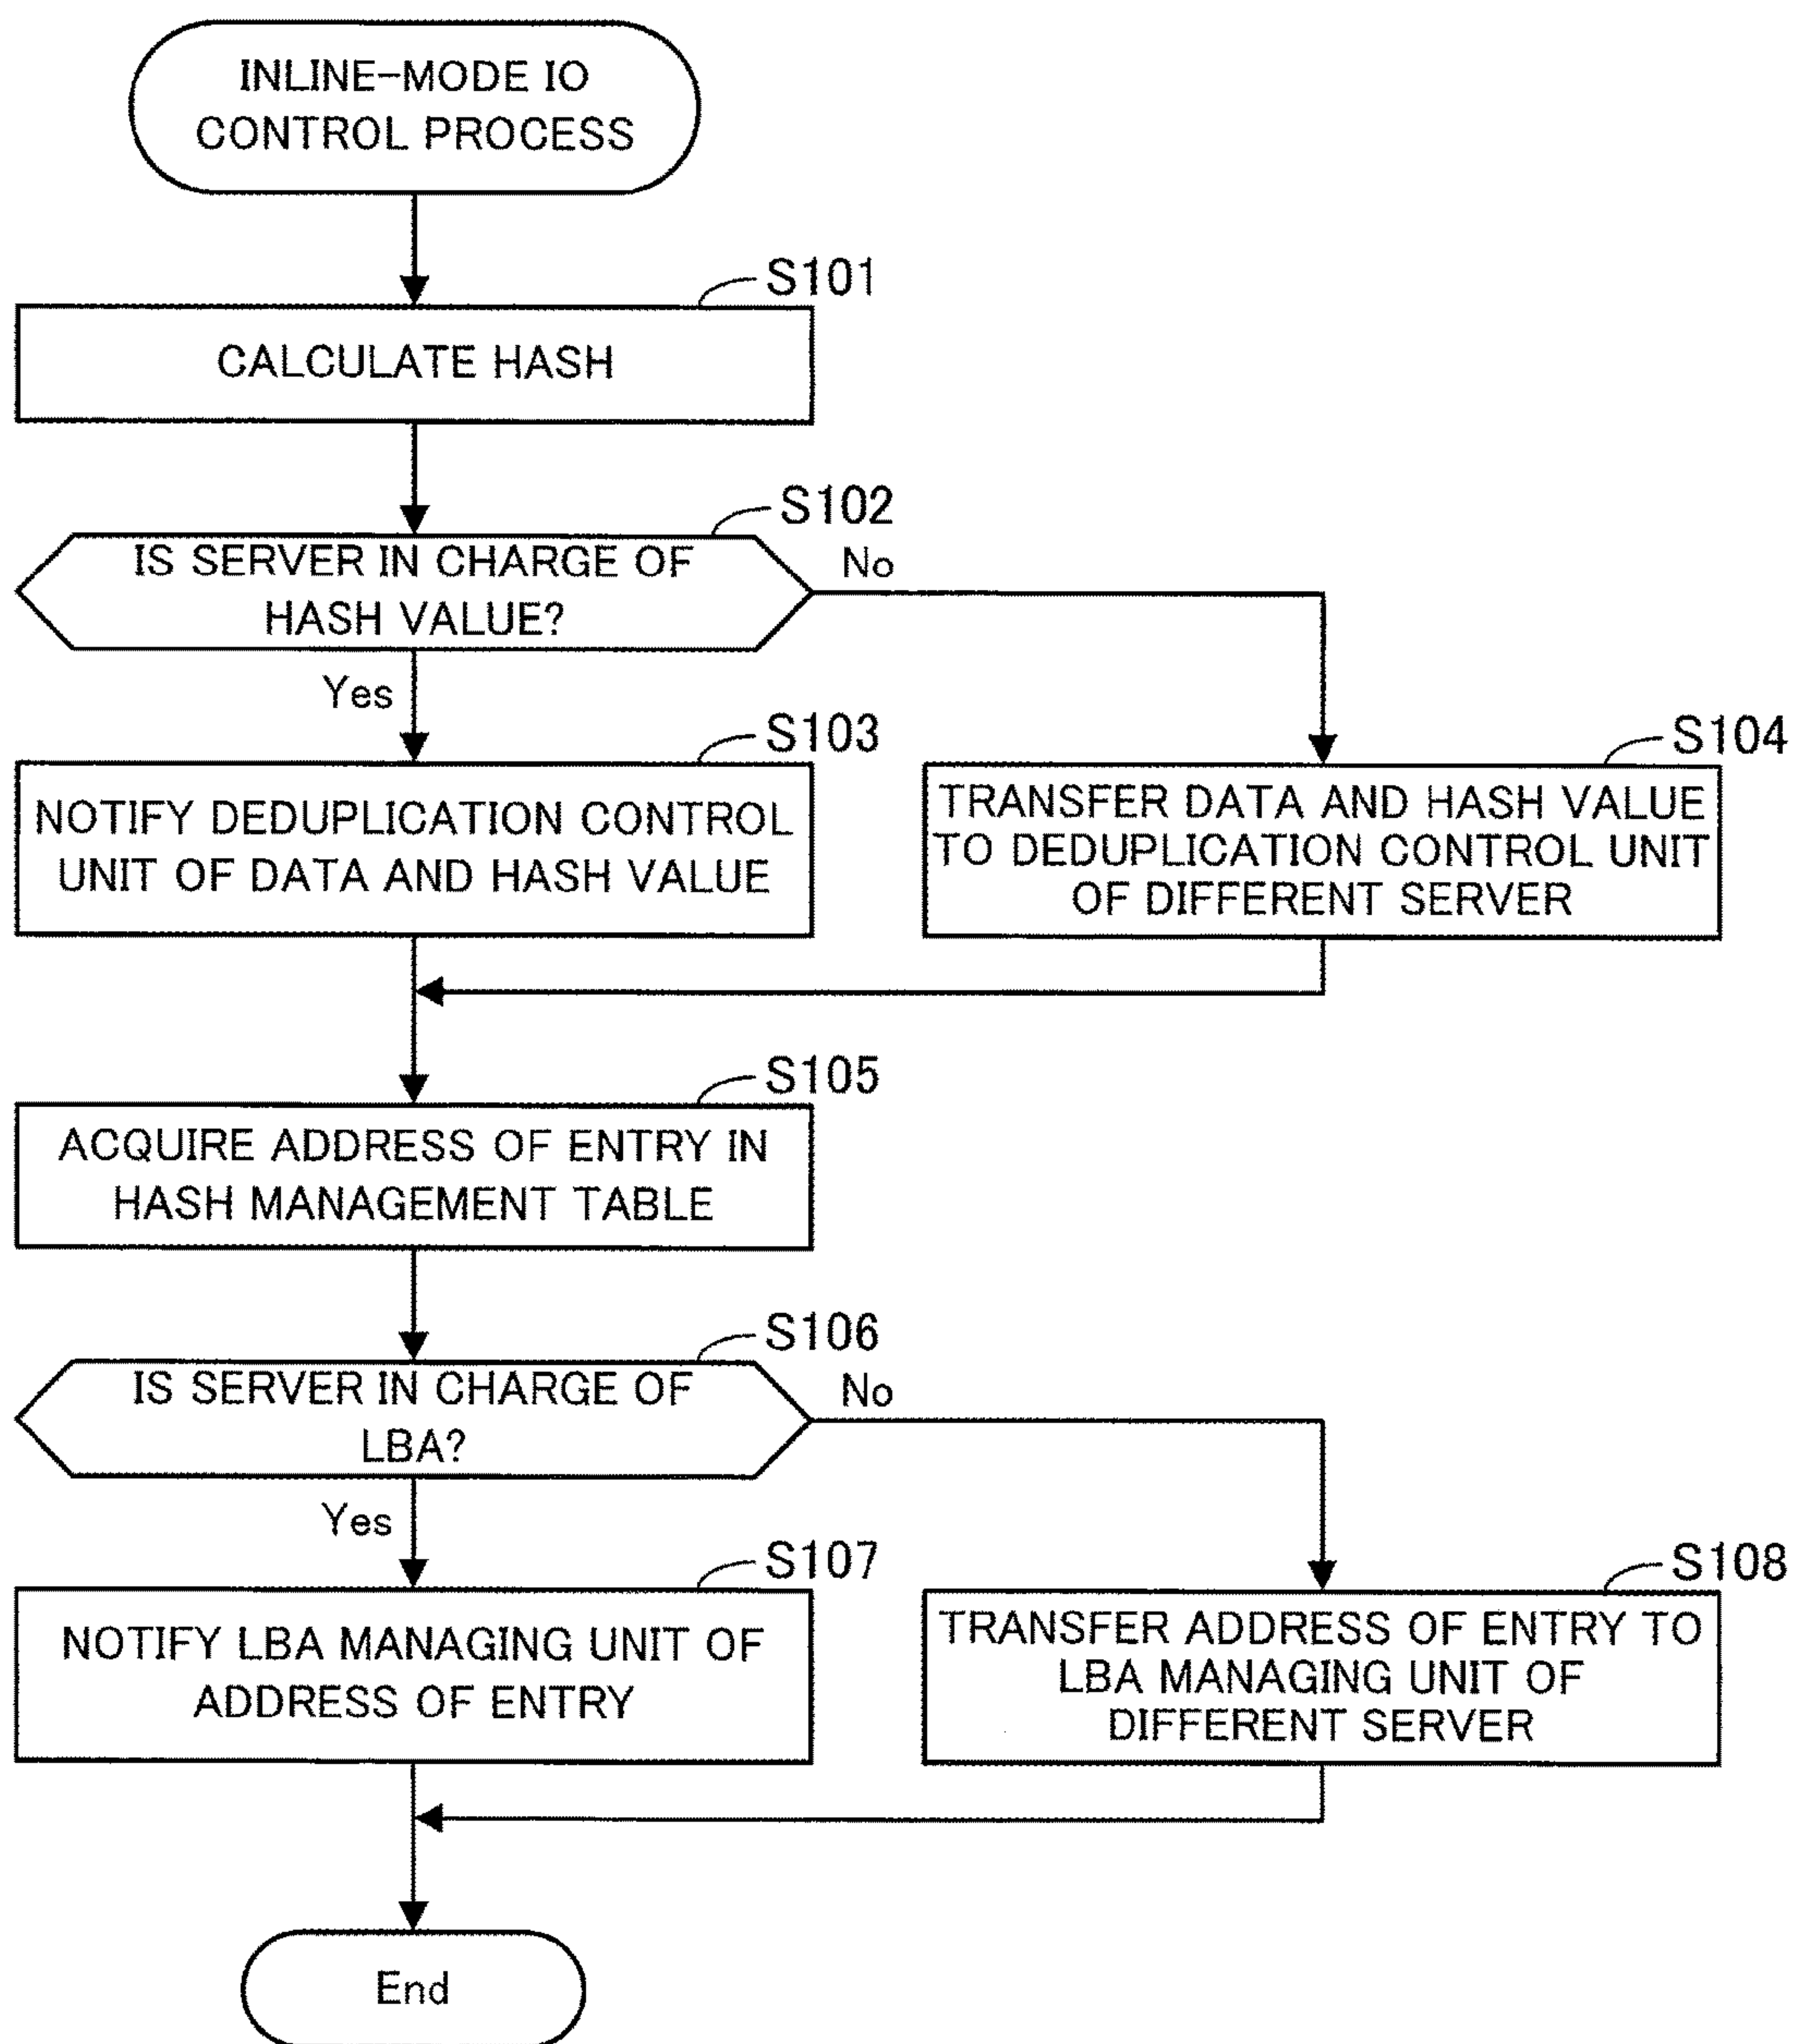 INLINE-MODE IO
CONTROL PROCESS
S101
CALCULATE HASH
S102
IS SERVER IN CHARGE OF
HASH VALUE?
No
Yes
S103
NOTIFY DEDUPLICATION CONTROL
UNIT OF DATA AND HASH VALUE
S104
TRANSFER DATA AND HASH VALUE
TO DEDUPLICATION CONTROL UNIT
OF DIFFERENT SERVER
S105
ACQUIRE ADDRESS OF ENTRY IN
HASH MANAGEMENT TABLE
S106
IS SERVER IN CHARGE OF
LBA?
No
Yes
S107
NOTIFY LBA MANAGING UNIT OF
ADDRESS OF ENTRY
S108
TRANSFER ADDRESS OF ENTRY TO
LBA MANAGING UNIT OF
DIFFERENT SERVER
End